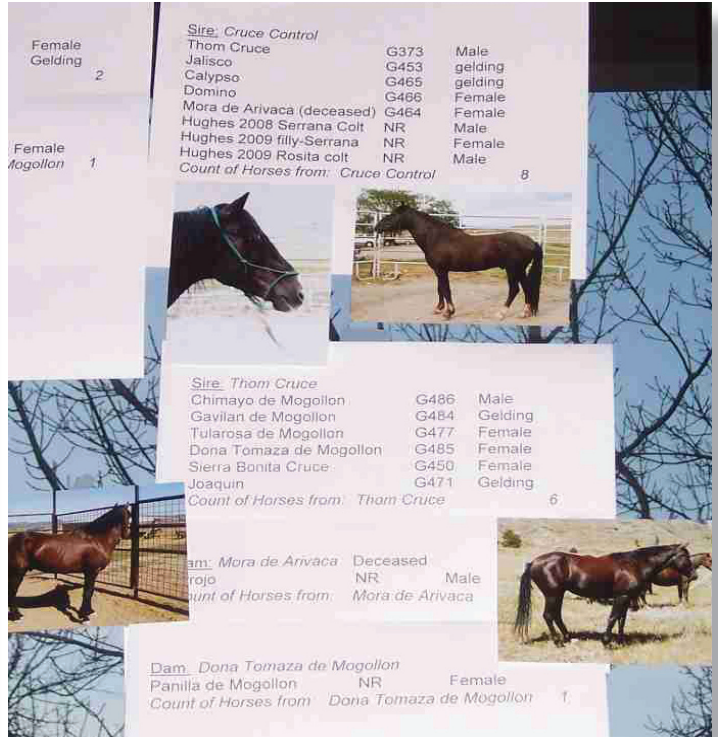 Female
Gelding
2
Female
Mogollon 1
Sire: Cruce Control
Thom Cruce G373 Male
Jalisco G453 gelding
Calypso G465 gelding
Domino G466 Female
Mora de Arivaca (deceased) G464 Female
Hughes 2008 Serrana Colt NR Male
Hughes 2009 filly-Serrana NR Female
Hughes 2009 Rosita colt NR Male
Count of Horses from: Cruce Control 8
Sire: Thom Cruce
Chimayo de Mogollon G486 Male
Gavilan de Mogollon G484 Gelding
Tularosa de Mogollon G477 Female
Dona Tomaza de Mogollon G485 Female
Sierra Bonita Cruce G450 Female
Joaquin G471 Gelding
Count of Horses from: Thom Cruce 6
am: Mora de Arivaca Deceased
rojo NR Male
ount of Horses from: Mora de Arivaca
Dam: Dona Tomaza de Mogollon
Panilla de Mogollon NR Female
Count of Horses from Dona Tomaza de Mogollon 1